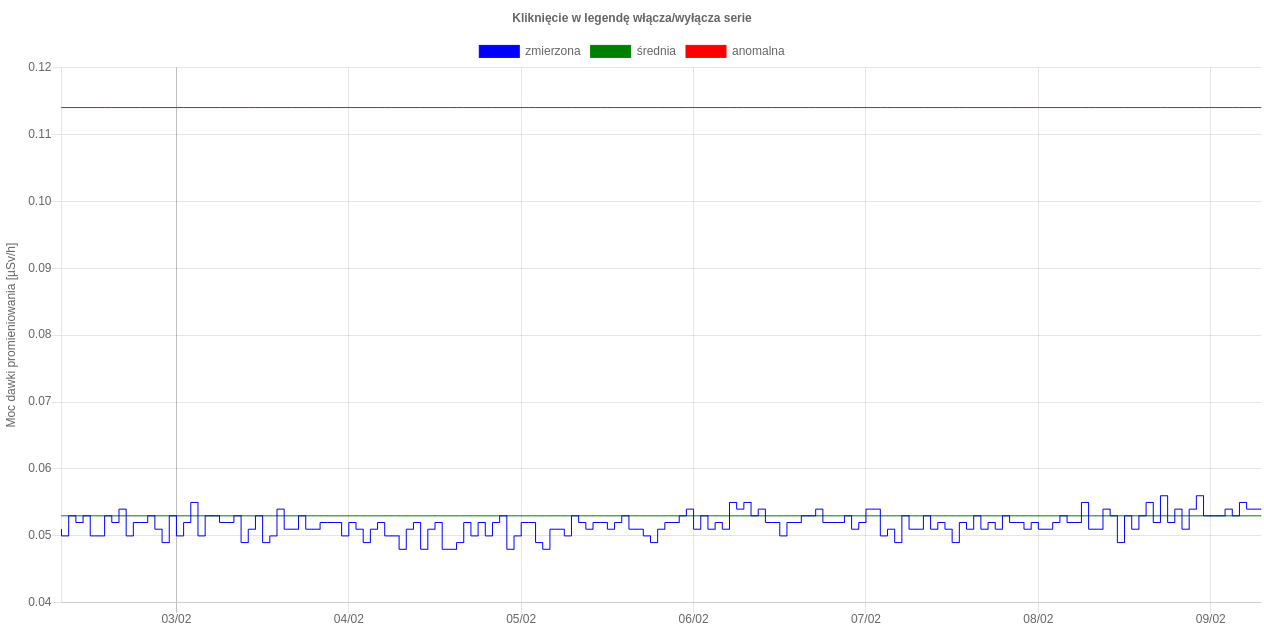 Kliknięcie w legendę włącza/wyłącza serie
zmierzona średnia anomalna
Moc dawki promieniowania [µSv/h]
0.12
0.11
0.10
0.09
0.08
0.07
0.06
0.05
0.04
03/02 04/02 05/02 06/02 07/02 08/02 09/02